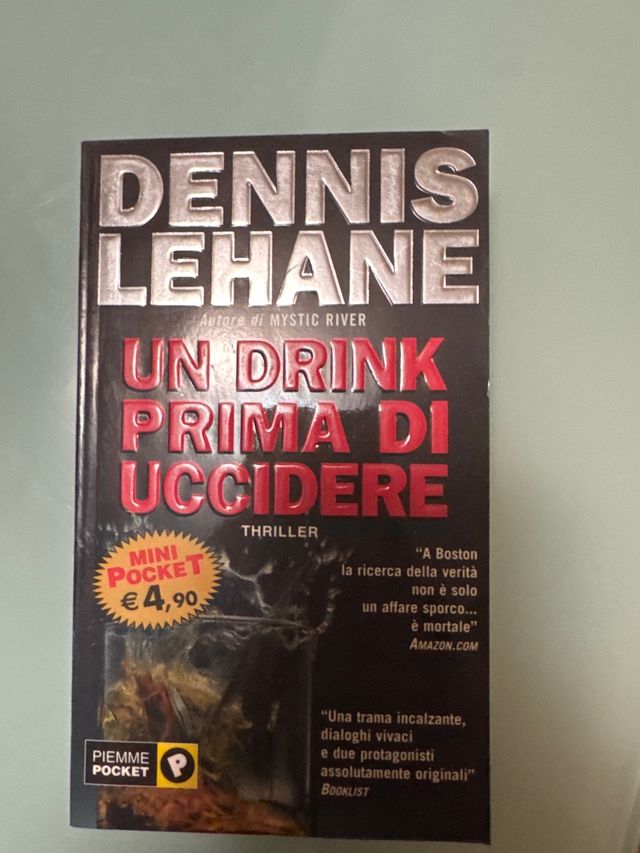 DENNIS
LEHANE
Autore di MYSTIC RIVER
UN DRINK
PRIMA DI
UCCIDERE
THRILLER
MINI
POCKET
€ 4,90
"A Boston
la ricerca della verità
non è solo
un affare sporco...
è mortale"
AMAZON.COM
"Una trama incalzante,
dialoghi vivaci
e due protagonisti
assolutamente originali"
BOOKLIST
PIEMME
POCKET
P